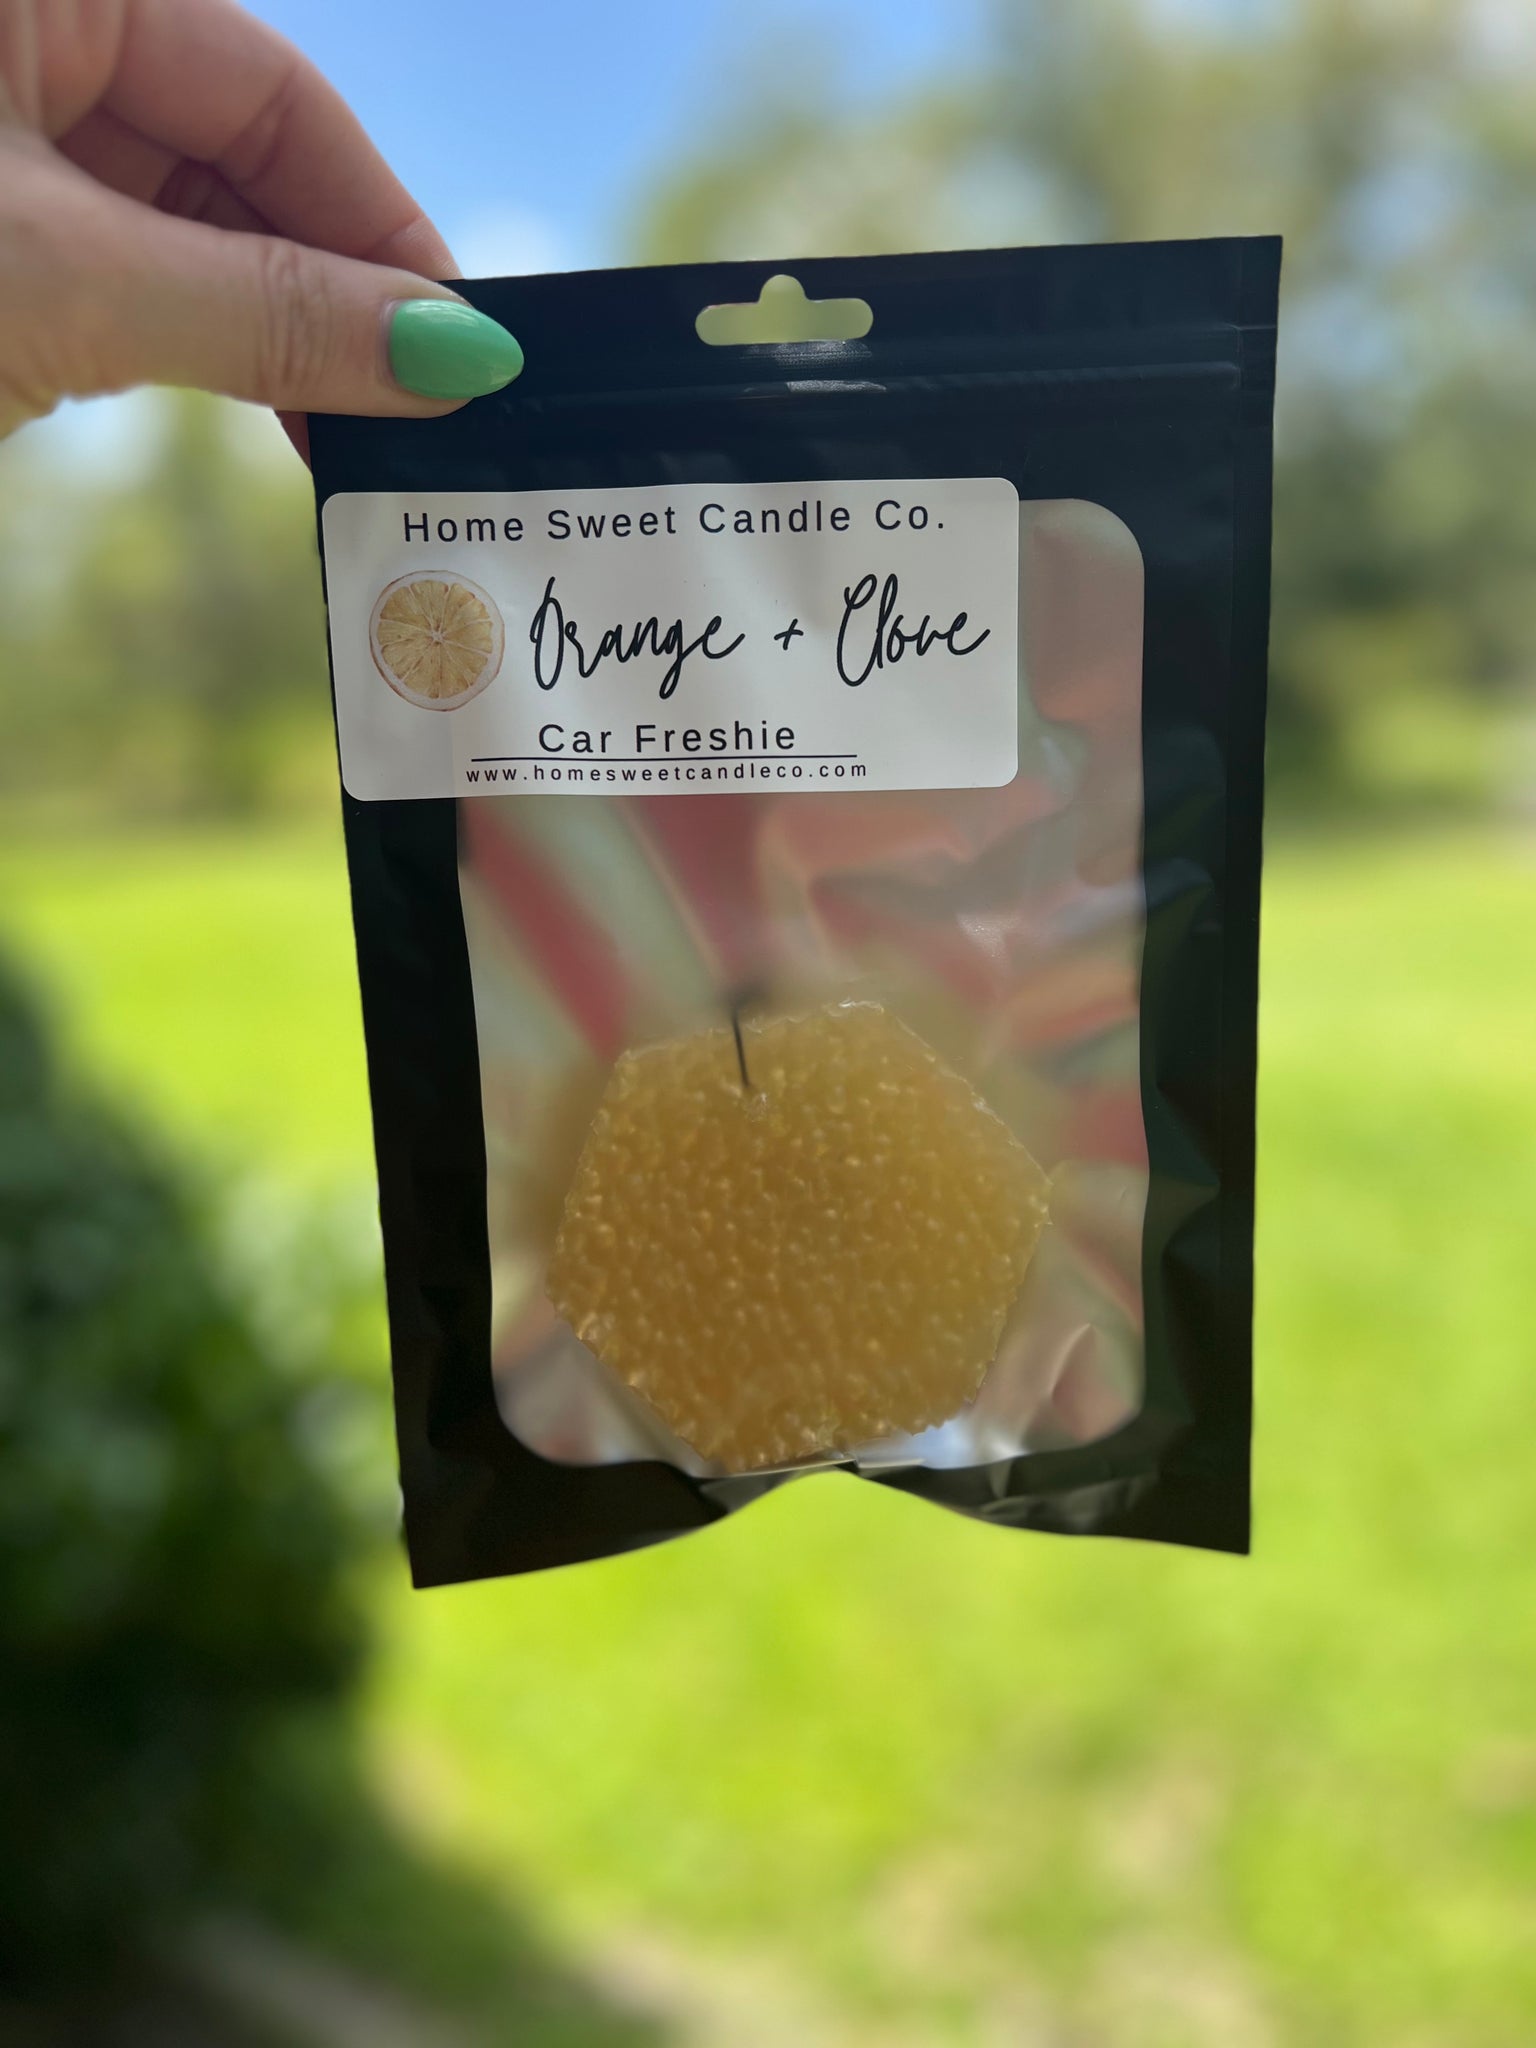 Home Sweet Candle Co.
Orange + Clove
Car Freshie
www.homesweetcandleco.com